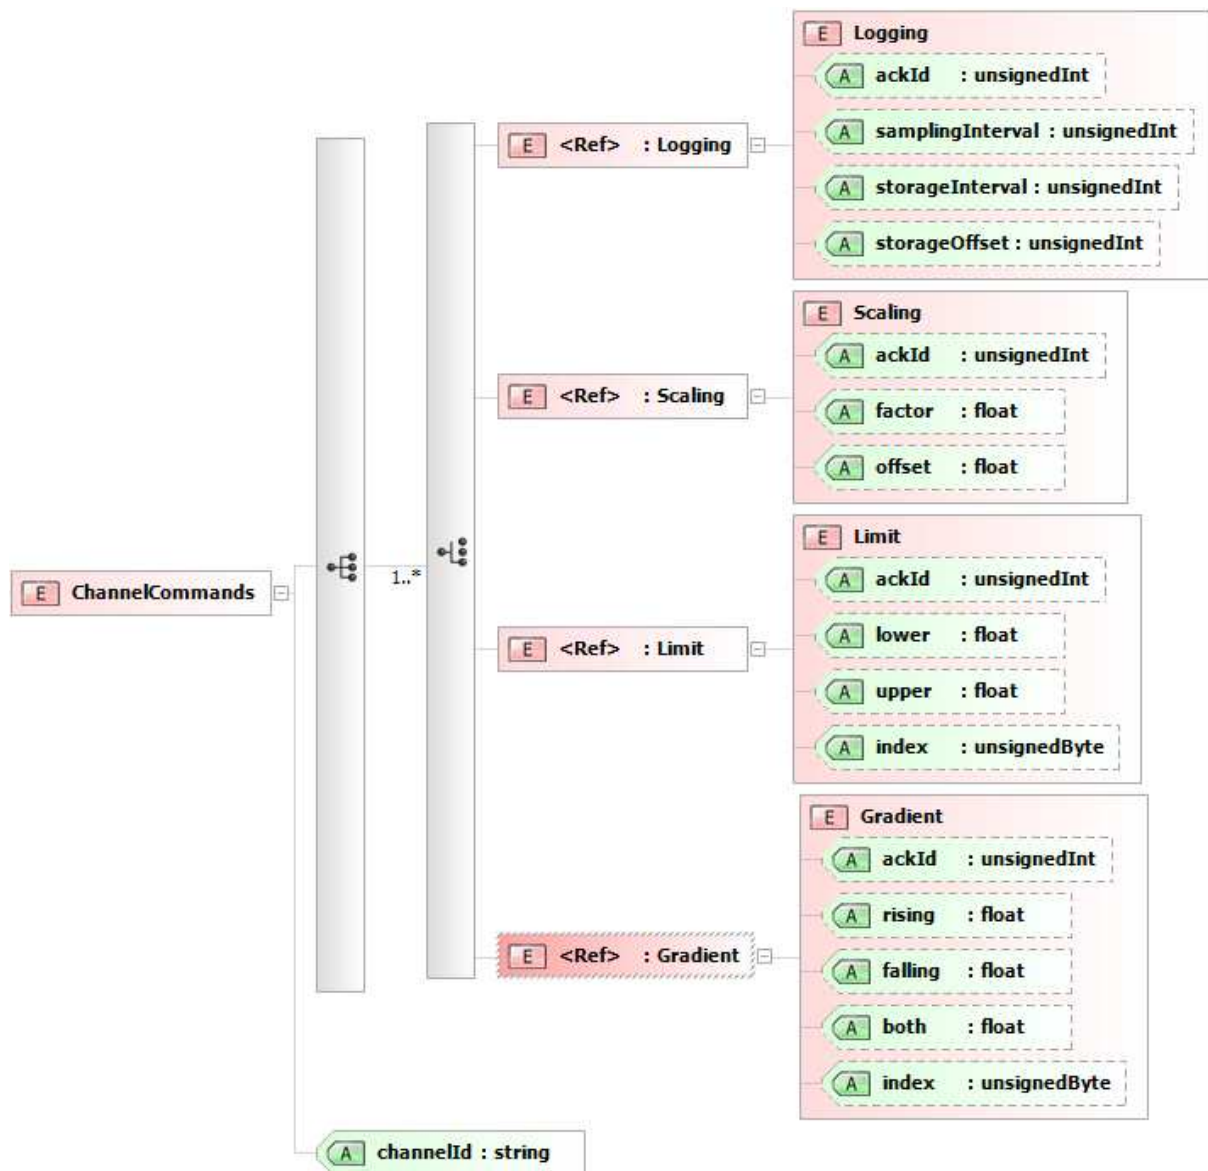 E Logging
A ackId : unsignedInt
A samplingInterval : unsignedInt
A storageInterval : unsignedInt
A storageOffset : unsignedInt
E <Ref> : Logging
E Scaling
A ackId : unsignedInt
A factor : float
A offset : float
E <Ref> : Scaling
E Limit
A ackId : unsignedInt
A lower : float
A upper : float
A index : unsignedByte
E <Ref> : Limit
E ChannelCommands
1..*
E Gradient
A ackId : unsignedInt
A rising : float
A falling : float
A both : float
A index : unsignedByte
E <Ref> : Gradient
A channelId : string